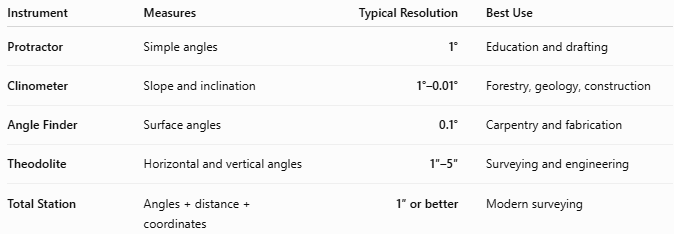 Instrument Measures Typical Resolution Best Use
Protractor Simple angles 1° Education and drafting
Clinometer Slope and inclination 1°–0.01° Forestry, geology, construction
Angle Finder Surface angles 0.1° Carpentry and fabrication
Theodolite Horizontal and vertical angles 1″–5″ Surveying and engineering
Total Station Angles + distance + 1″ or better Modern surveying
coordinates